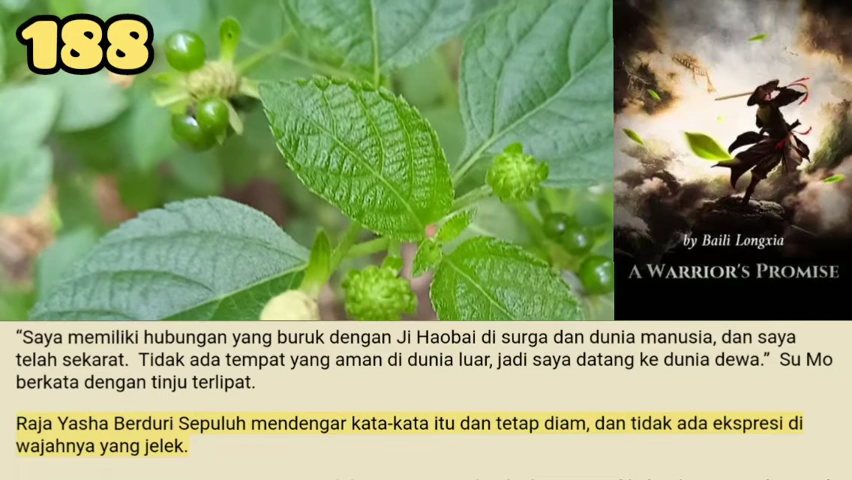 188
by Baili Longxia
A WARRIOR'S PROMISE
“Saya memiliki hubungan yang buruk dengan Ji Haobai di surga dan dunia manusia, dan saya
telah sekarat.  Tidak ada tempat yang aman di dunia luar, jadi saya datang ke dunia dewa.”  Su Mo
berkata dengan tinju terlipat.
Raja Yasha Berduri Sepuluh mendengar kata-kata itu dan tetap diam, dan tidak ada ekspresi di
wajahnya yang jelek.